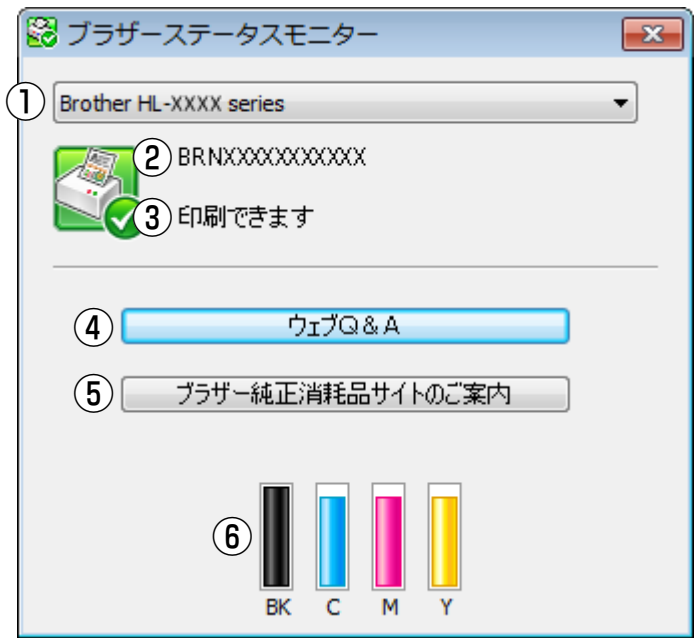 ブラザーステータスモニター
① Brother HL-XXXX series
② BRNXXXXXXXXXXXX
③ 印刷できます
④ ウェブQ&A
⑤ ブラザー純正消耗品サイトのご案内
⑥
BK C M Y